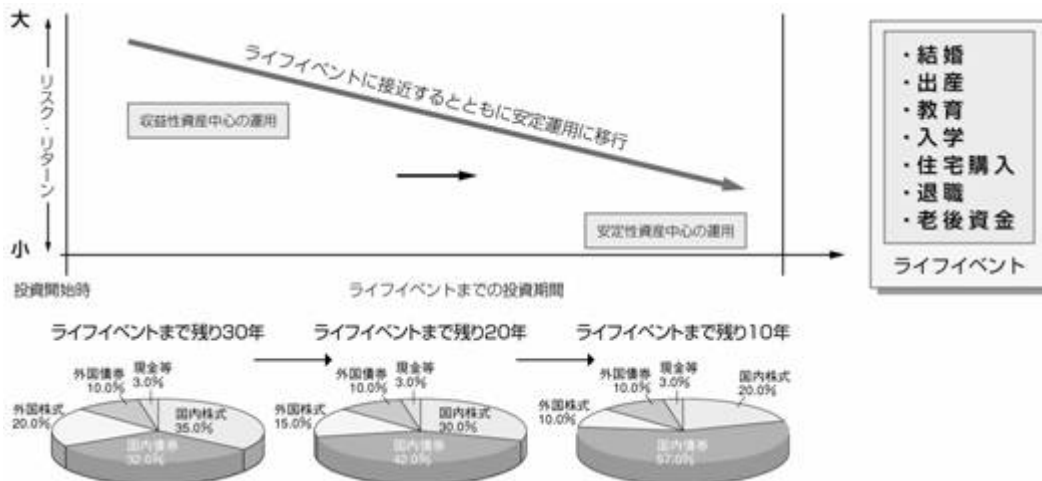 大
リスク・リターン
小
ライフイベントに接近するとともに安定運用に移行
収益性資産中心の運用
安定性資産中心の運用
・結婚
・出産
・教育
・入学
・住宅購入
・退職
・老後資金
ライフイベント
投資開始時
ライフイベントまでの投資期間
ライフイベントまで残り30年
外国債券
10.0%
現金等
3.0%
外国株式
20.0%
国内株式
35.0%
国内債券
32.0%
ライフイベントまで残り20年
外国債券
10.0%
現金等
3.0%
外国株式
15.0%
国内株式
30.0%
国内債券
42.0%
ライフイベントまで残り10年
外国債券
10.0%
現金等
3.0%
国内株式
20.0%
外国株式
10.0%
国内債券
57.0%